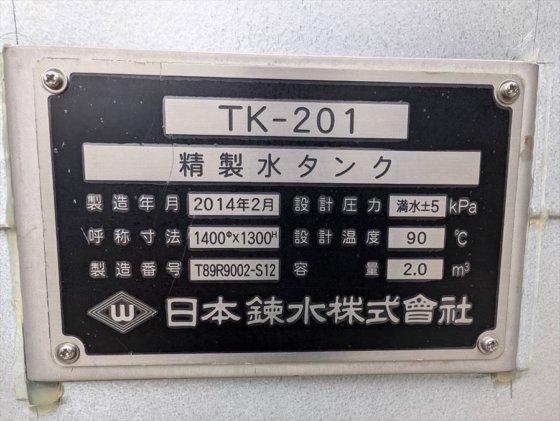 TK-201
精製水タンク
製造年月 2014年2月 設計圧力 満水±5 kPa
呼称寸法 1400ΦX1300H 設計温度 90 ℃
製造番号 T89R9002-S12 容量 2.0 m³
W 日本錬水株式會社